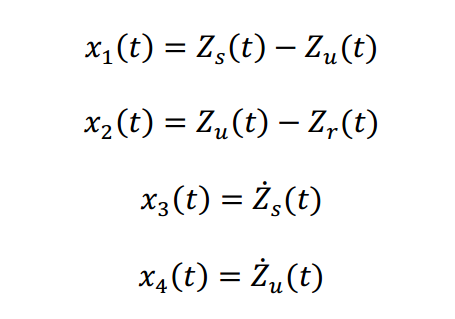 x₁(t) = Zₛ(t) − Zᵤ(t)
x₂(t) = Zᵤ(t) − Zᵣ(t)
x₃(t) = Żₛ(t)
x₄(t) = Żᵤ(t)